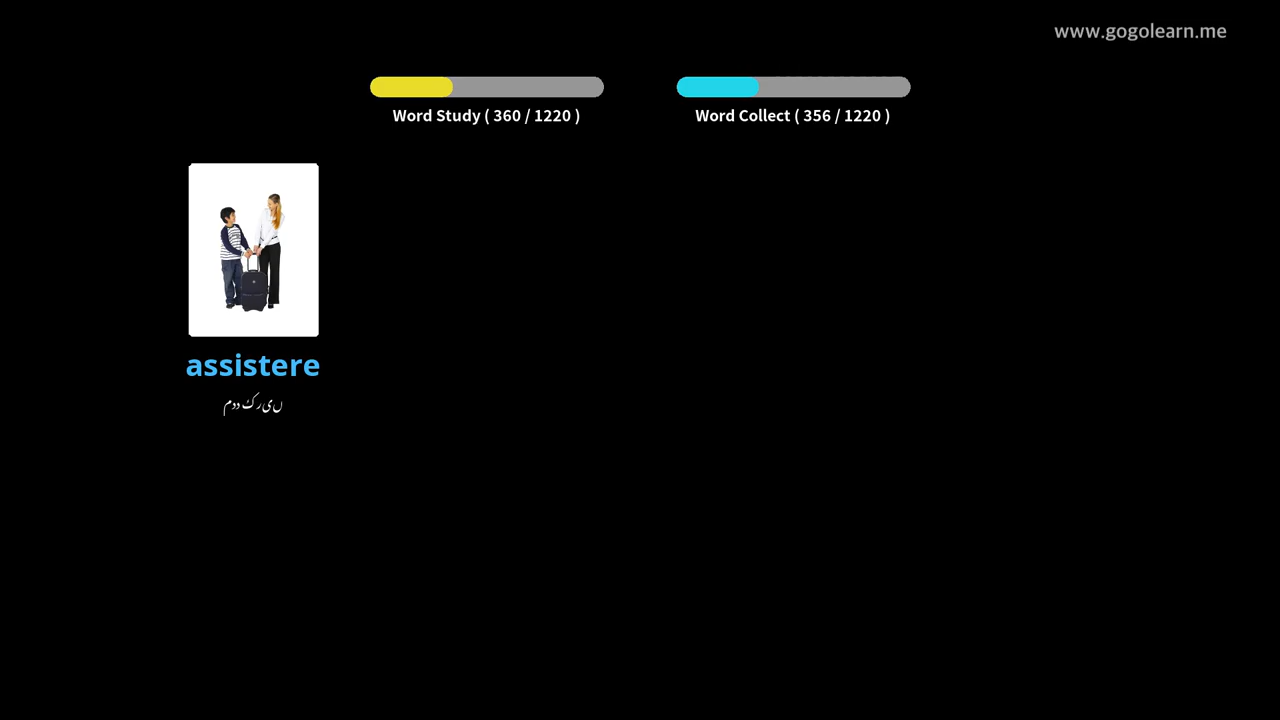 www.gogolearn.me
Word Study ( 360 / 1220 )
Word Collect ( 356 / 1220 )
assistere
مدد کریں